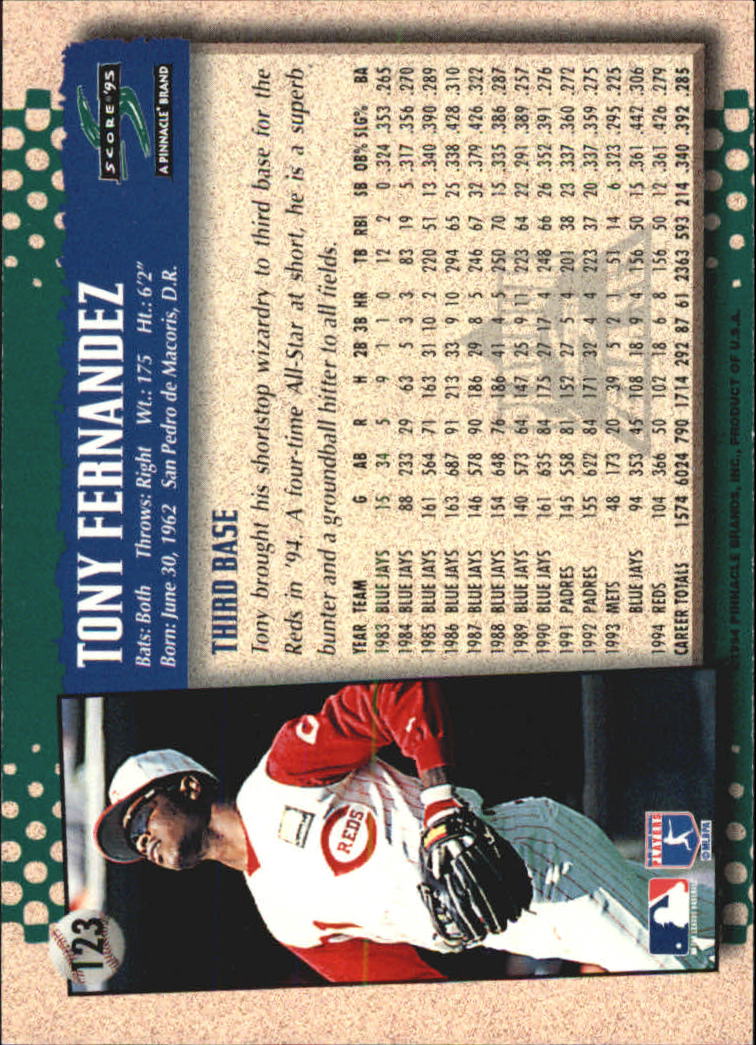 TONY FERNANDEZ
Bats: Both Throws: Right Wt.: 175 Ht.: 6'2"
Born: June 30, 1962 San Pedro de Macoris, D.R.
SCORE®'95
A PINNACLE® BRAND
THIRD BASE
Tony brought his shortstop wizardry to third base for the
Reds in '94. A four-time All-Star at short, he is a superb
bunter and a groundball hitter to all fields.
YEAR TEAM G AB R H 2B 3B HR TB RBI SB OB% SLG% BA
1983 BLUE JAYS 15 34 5 9 1 1 0 12 2 0 .324 .353 .265
1984 BLUE JAYS 88 233 29 63 5 3 3 83 19 5 .317 .356 .270
1985 BLUE JAYS 161 564 71 163 31 10 2 220 51 13 .340 .390 .289
1986 BLUE JAYS 163 687 91 213 33 9 10 294 65 25 .338 .428 .310
1987 BLUE JAYS 146 578 90 186 29 8 5 246 67 32 .379 .426 .322
1988 BLUE JAYS 154 648 76 186 41 4 5 250 70 15 .335 .386 .287
1989 BLUE JAYS 140 573 64 147 25 9 11 223 64 22 .291 .389 .257
1990 BLUE JAYS 161 635 84 175 27 17 4 248 66 26 .352 .391 .276
1991 PADRES 145 558 81 152 27 5 4 201 38 23 .337 .360 .272
1992 PADRES 155 622 84 171 32 4 4 223 37 20 .337 .359 .275
1993 METS 48 173 20 39 5 2 1 51 14 6 .323 .295 .225
BLUE JAYS 94 353 45 108 18 9 4 156 50 15 .361 .442 .306
1994 REDS 104 366 50 102 18 6 8 156 50 12 .361 .426 .279
CAREER TOTALS 1574 6024 790 1714 292 87 61 2363 593 214 .340 .392 .285
©1994 PINNACLE BRANDS, INC., PRODUCT OF U.S.A.
123
C
REDS
1
PLAYERS
©MLBPA